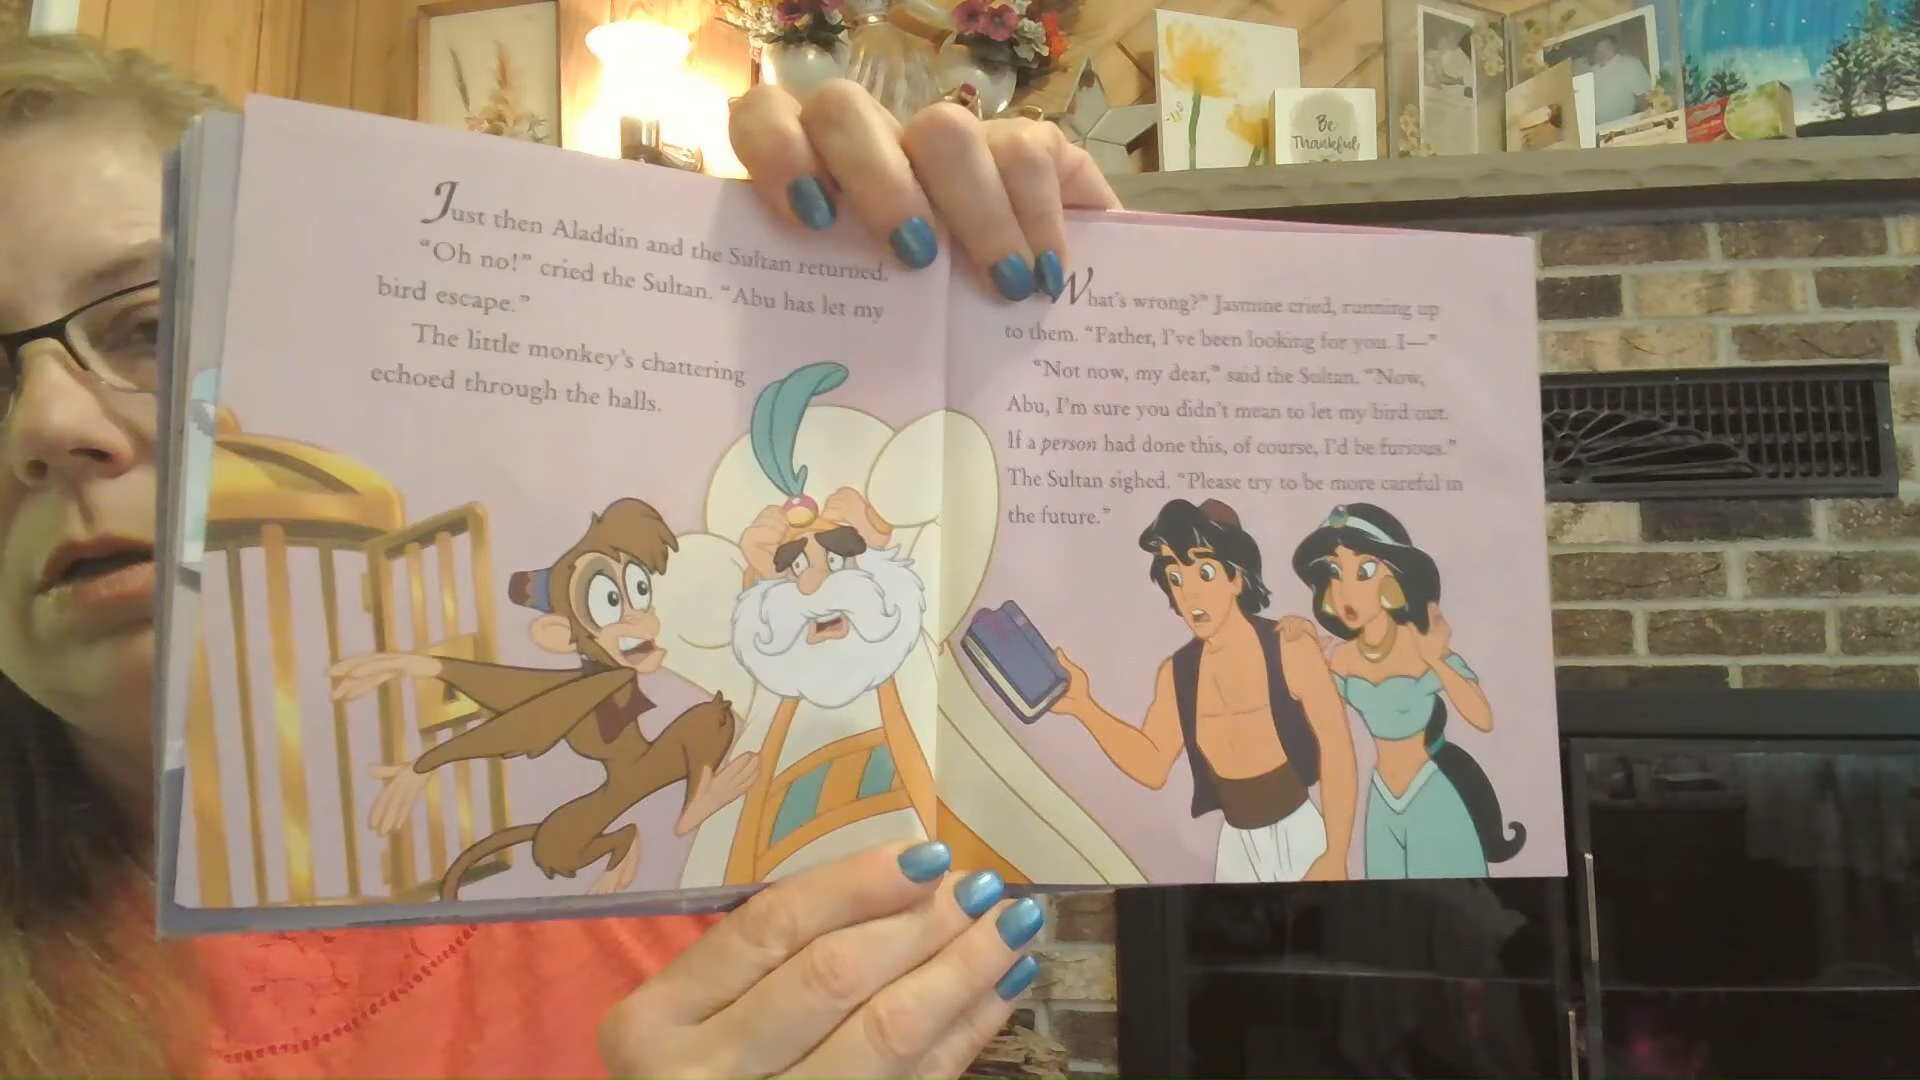 Just then Aladdin and the Sultan returned.
"Oh no!" cried the Sultan. "Abu has let my
bird escape."
The little monkey's chattering
echoed through the halls.
What's wrong?" Jasmine cried, running up
to them. "Father, I've been looking for you. I—"
"Not now, my dear," said the Sultan. "Now,
Abu, I'm sure you didn't mean to let my bird out.
If a person had done this, of course, I'd be furious."
The Sultan sighed. "Please try to be more careful in
the future."
Be
Thankful